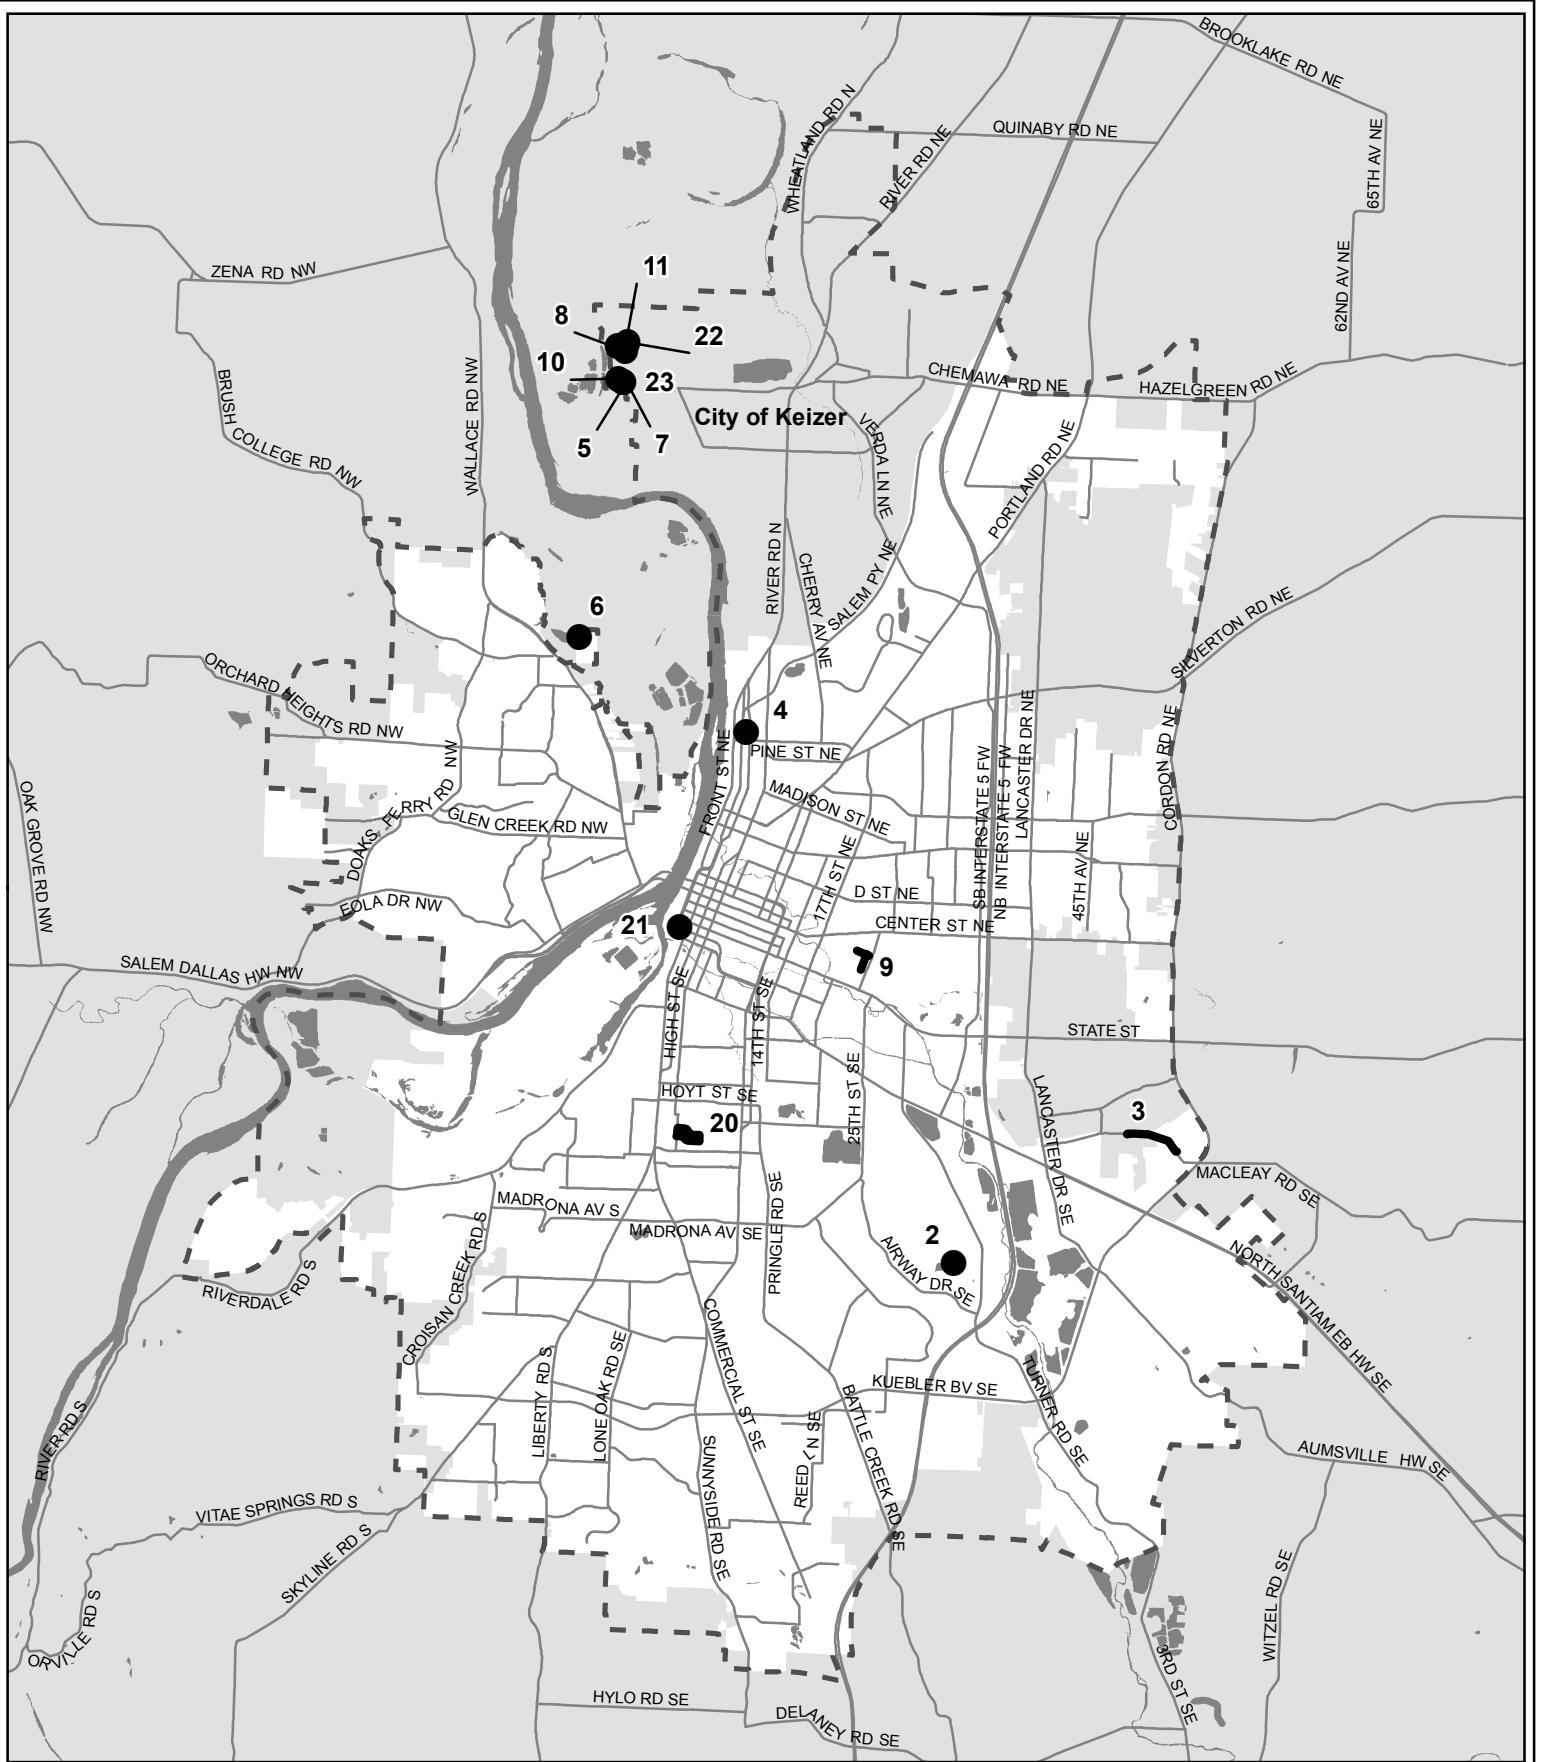 BROOKLAKE RD NE
WHEATLAND RD N
QUINABY RD NE
RIVER RD NE
65TH AV NE
ZENA RD NW
11
62ND AV NE
8
22
10
23
CHEMAWA RD NE
HAZELGREEN RD NE
WALLACE RD NW
BRUSH COLLEGE RD NW
City of Keizer
5
7
VERDA LN NE
PORTLAND RD NE
RIVER RD N
CHERRY AV NE
SALEM PY NE
6
SILVERTON RD NE
ORCHARD HEIGHTS RD NW
4
PINE ST NE
LANCASTER DR NE
CORDON RD NE
FRONT ST NE
SB INTERSTATE 5 FW
NB INTERSTATE 5 FW
OAK GROVE RD NW
DOAKS FERRY RD NW
GLEN CREEK RD NW
MADISON ST NE
17TH ST NE
45TH AV NE
D ST NE
EOLA DR NW
21
CENTER ST NE
9
SALEM DALLAS HW NW
HIGH ST SE
14TH ST SE
STATE ST
25TH ST SE
HOYT ST SE
LANCASTER DR SE
3
20
MACLEAY RD SE
MADRONA AV S
MADRONA AV SE
PRINGLE RD SE
2
AIRWAY DR SE
NORTH SANTIAM EB HW SE
RIVERDALE RD S
CROISAN CREEK RD S
COMMERCIAL ST SE
LIBERTY RD S
LONE OAK RD SE
KUEBLER BV SE
TURNER RD SE
BATTLE CREEK RD SE
REED LN SE
SUNNYSIDE RD SE
AUMSVILLE HW SE
RIVER RD S
VITAE SPRINGS RD S
SKYLINE RD S
ORVILLE RD S
WITZEL RD SE
3RD ST SE
HYLO RD SE
DELANEY RD SE